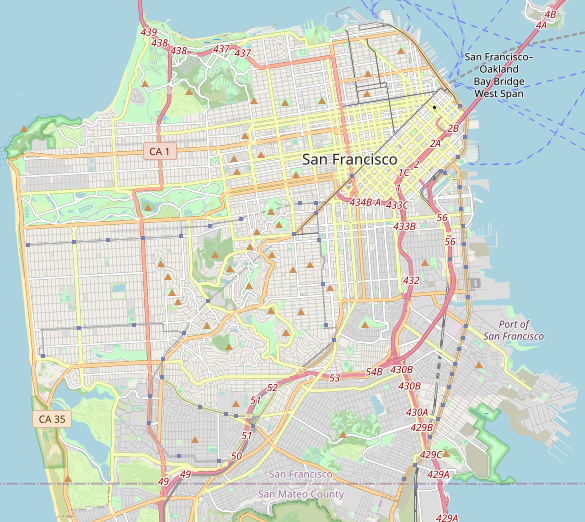 4B
4A
439
438
438
437
437
San Francisco–
Oakland
Bay Bridge
West Span
2B
2A
CA 1
San Francisco
2
1C
1
434B-A
433C
56
433B
56
432
Port of
San Francisco
54B
430B
53
52
430B
51
430A
CA 35
429B
51
50
429C
49
49
San Francisco
San Mateo County
429A
429A